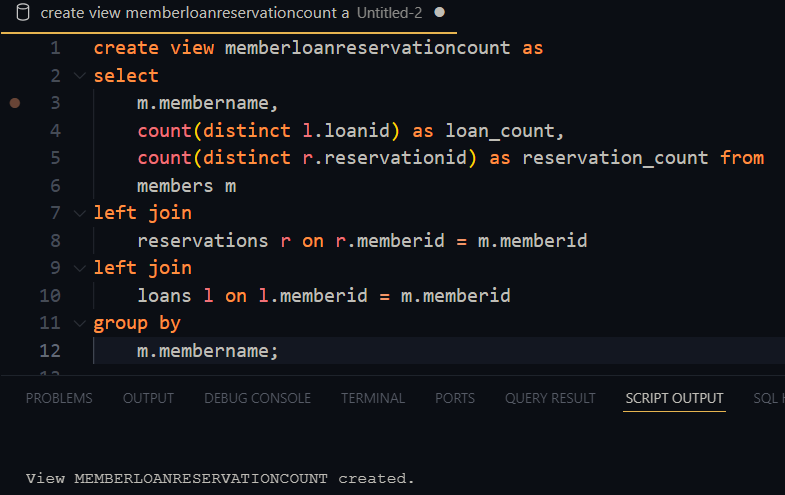 create view memberloanreservationcount a Untitled-2
1 create view memberloanreservationcount as
2 select
3 m.membername,
4 count(distinct l.loanid) as loan_count,
5 count(distinct r.reservationid) as reservation_count from
6 members m
7 left join
8 reservations r on r.memberid = m.memberid
9 left join
10 loans l on l.memberid = m.memberid
11 group by
12 m.membername;
PROBLEMS OUTPUT DEBUG CONSOLE TERMINAL PORTS QUERY RESULT SCRIPT OUTPUT SQL
View MEMBERLOANRESERVATIONCOUNT created.